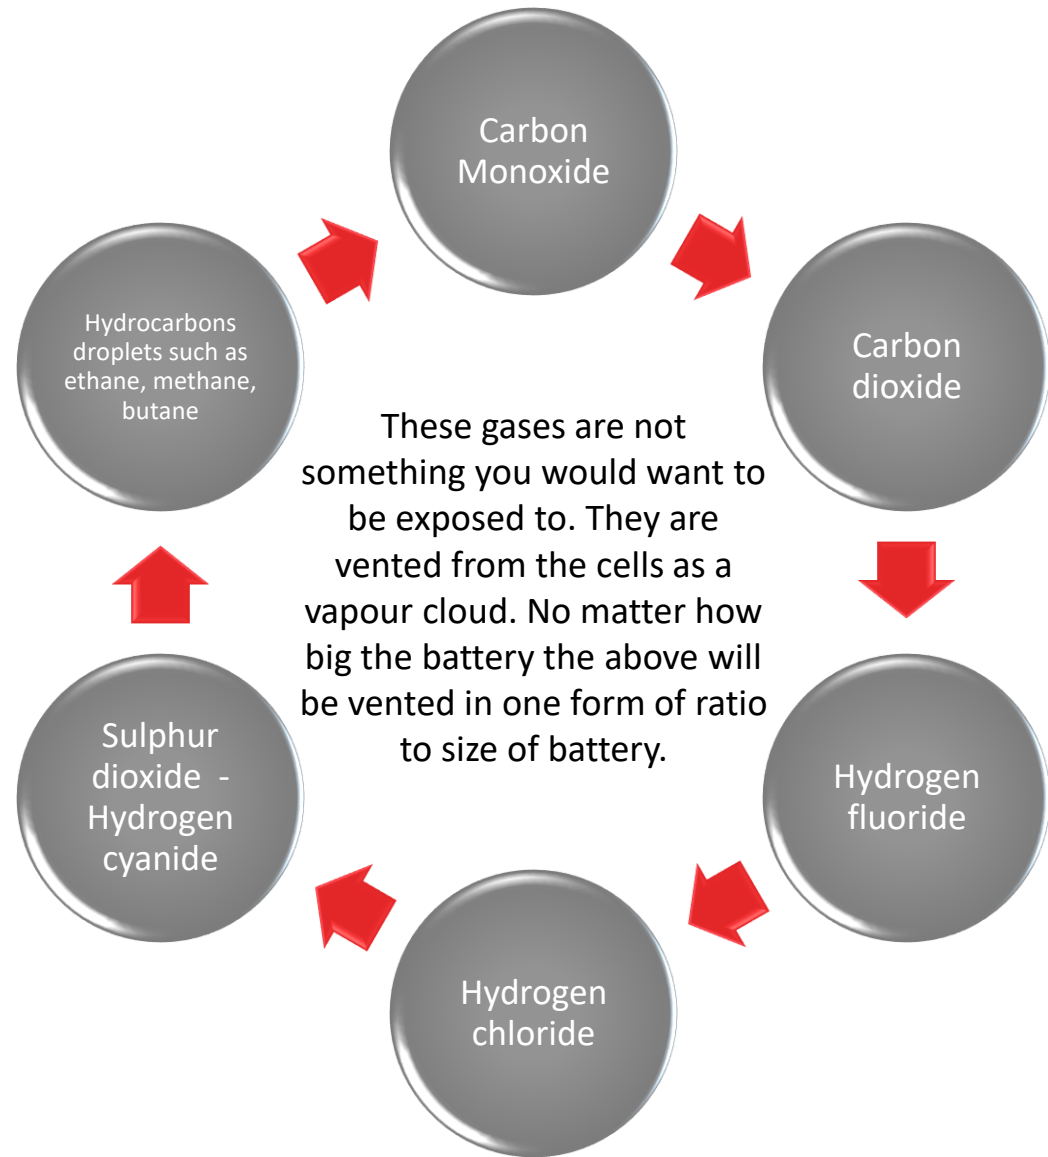 Carbon
Monoxide
Carbon
dioxide
Hydrogen
fluoride
Hydrogen
chloride
Sulphur
dioxide -
Hydrogen
cyanide
Hydrocarbons
droplets such as
ethane, methane,
butane
These gases are not
something you would want to
be exposed to. They are
vented from the cells as a
vapour cloud. No matter how
big the battery the above will
be vented in one form of ratio
to size of battery.